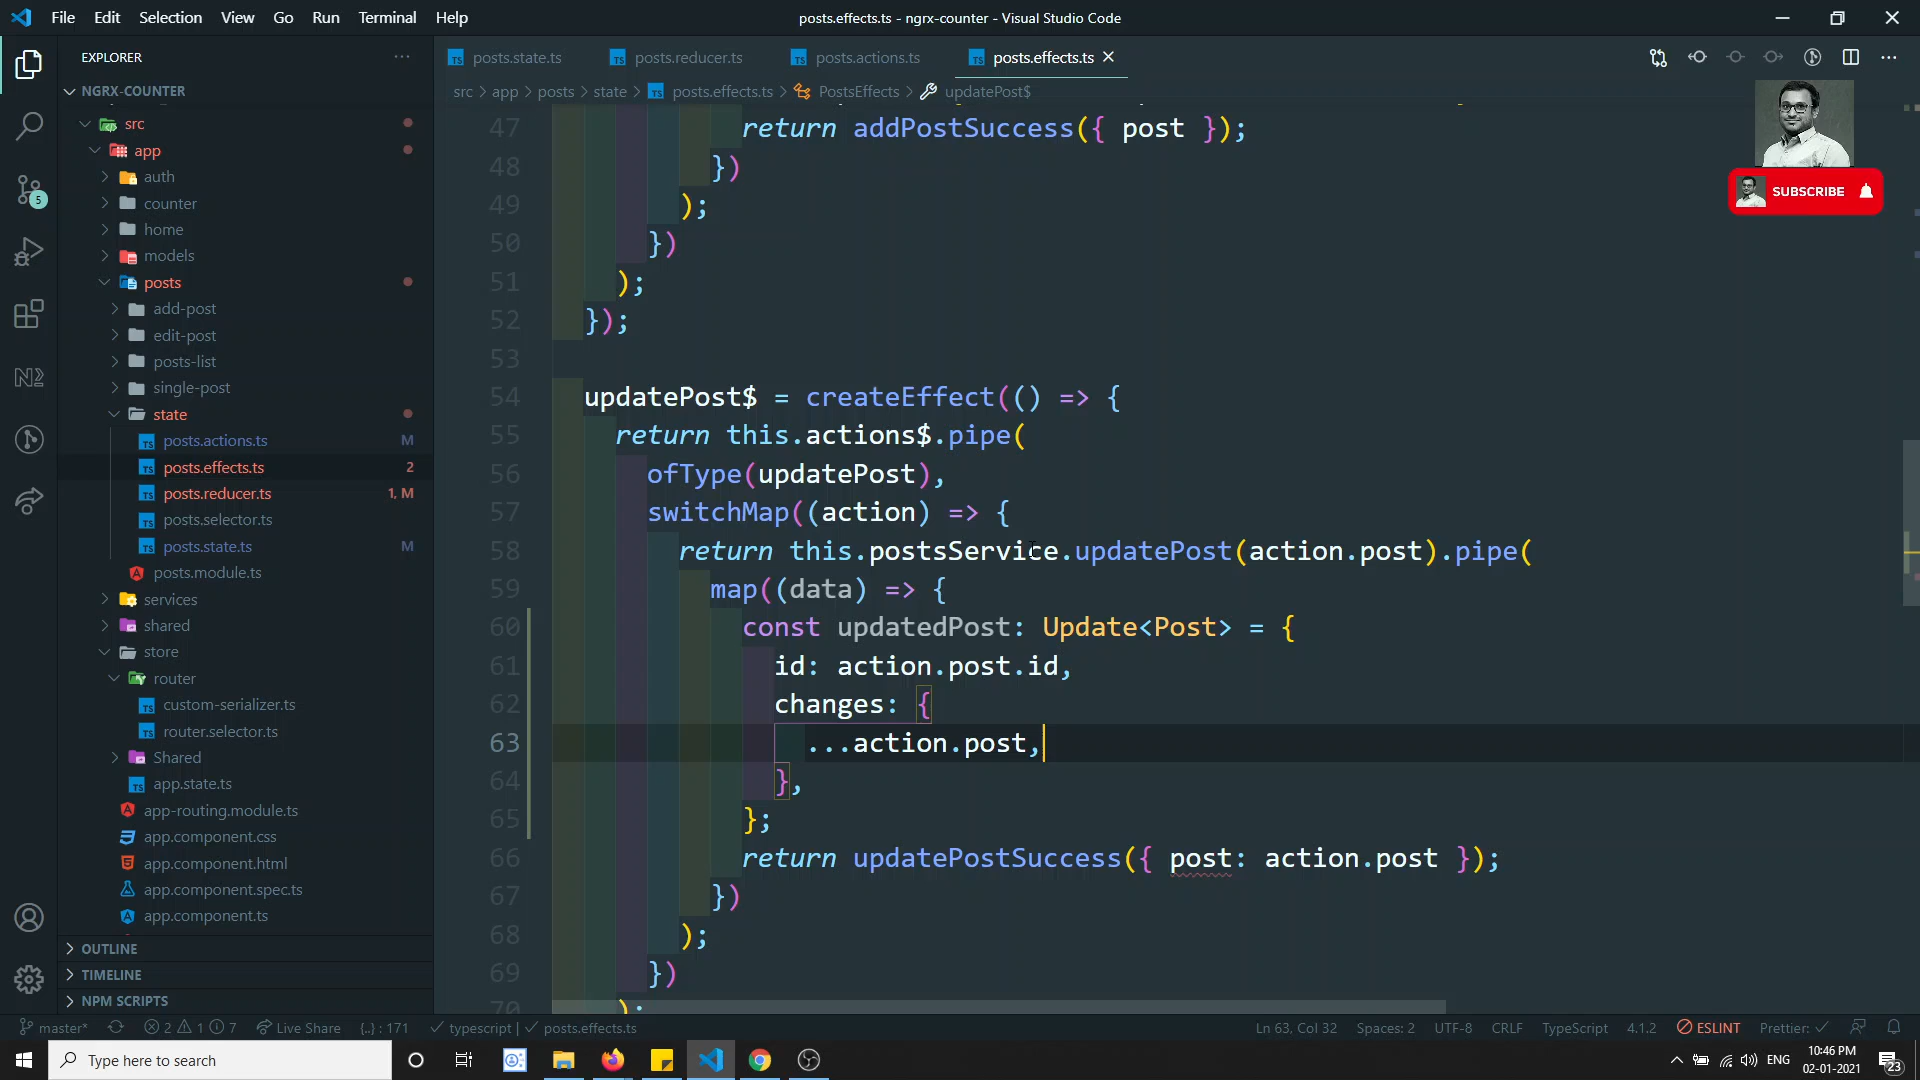 File Edit Selection View Go Run Terminal Help
posts.effects.ts - ngrx-counter - Visual Studio Code
EXPLORER
NGRX-COUNTER
src
app
auth
counter
home
models
posts
add-post
edit-post
posts-list
single-post
state
posts.actions.ts M
posts.effects.ts 2
posts.reducer.ts 1, M
posts.selector.ts
posts.state.ts M
posts.module.ts
services
shared
store
router
custom-serializer.ts
router.selector.ts
Shared
app.state.ts
app-routing.module.ts
app.component.css
app.component.html
app.component.spec.ts
app.component.ts
OUTLINE
TIMELINE
NPM SCRIPTS
5
posts.state.ts posts.reducer.ts posts.actions.ts posts.effects.ts
src > app > posts > state > posts.effects.ts > PostsEffects > updatePost$
SUBSCRIBE
47 return addPostSuccess({ post });
48 })
49 );
50 })
51 );
52 });
53
54 updatePost$ = createEffect(() => {
55 return this.actions$.pipe(
56 ofType(updatePost),
57 switchMap((action) => {
58 return this.postsService.updatePost(action.post).pipe(
59 map((data) => {
60 const updatedPost: Update<Post> = {
61 id: action.post.id,
62 changes: {
63 ...action.post,
64 },
65 };
66 return updatePostSuccess({ post: action.post });
67 })
68 );
69 })
70 );
master* 2 1 7 Live Share {..} : 171 typescript | posts.effects.ts
Ln 63, Col 32 Spaces: 2 UTF-8 CRLF TypeScript 4.1.2 ESLINT Prettier:
Type here to search
ENG
10:46 PM
02-01-2021
23